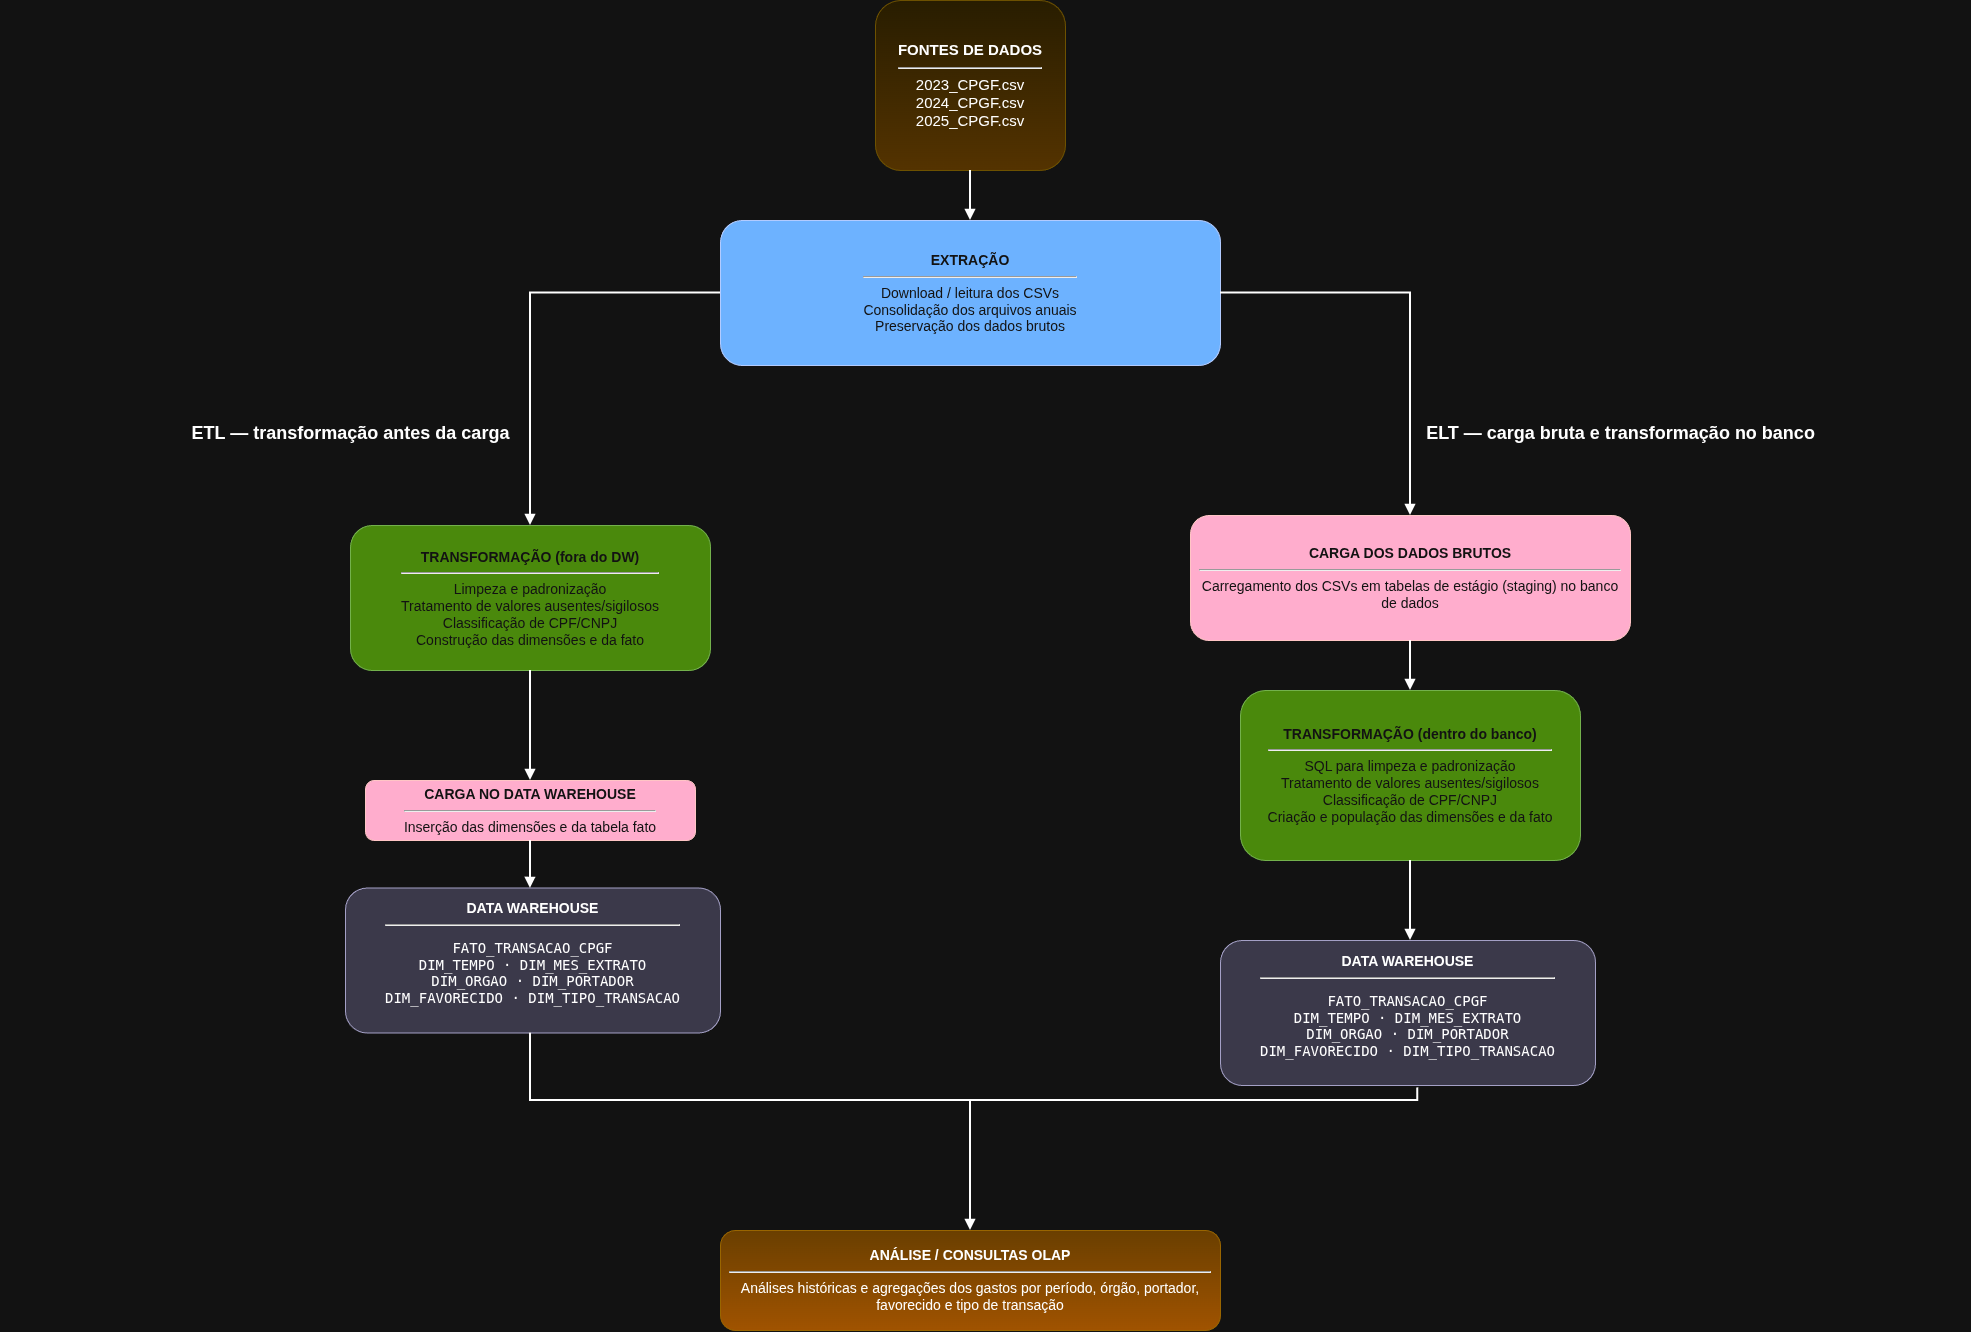 FONTES DE DADOS
2023_CPGF.csv
2024_CPGF.csv
2025_CPGF.csv
EXTRAÇÃO
Download / leitura dos CSVs
Consolidação dos arquivos anuais
Preservação dos dados brutos
ETL — transformação antes da carga
TRANSFORMAÇÃO (fora do DW)
Limpeza e padronização
Tratamento de valores ausentes/sigilosos
Classificação de CPF/CNPJ
Construção das dimensões e da fato
CARGA NO DATA WAREHOUSE
Inserção das dimensões e da tabela fato
DATA WAREHOUSE
FATO_TRANSACAO_CPGF
DIM_TEMPO · DIM_MES_EXTRATO
DIM_ORGAO · DIM_PORTADOR
DIM_FAVORECIDO · DIM_TIPO_TRANSACAO
ELT — carga bruta e transformação no banco
CARGA DOS DADOS BRUTOS
Carregamento dos CSVs em tabelas de estágio (staging) no banco
de dados
TRANSFORMAÇÃO (dentro do banco)
SQL para limpeza e padronização
Tratamento de valores ausentes/sigilosos
Classificação de CPF/CNPJ
Criação e população das dimensões e da fato
DATA WAREHOUSE
FATO_TRANSACAO_CPGF
DIM_TEMPO · DIM_MES_EXTRATO
DIM_ORGAO · DIM_PORTADOR
DIM_FAVORECIDO · DIM_TIPO_TRANSACAO
ANÁLISE / CONSULTAS OLAP
Análises históricas e agregações dos gastos por período, órgão, portador,
favorecido e tipo de transação